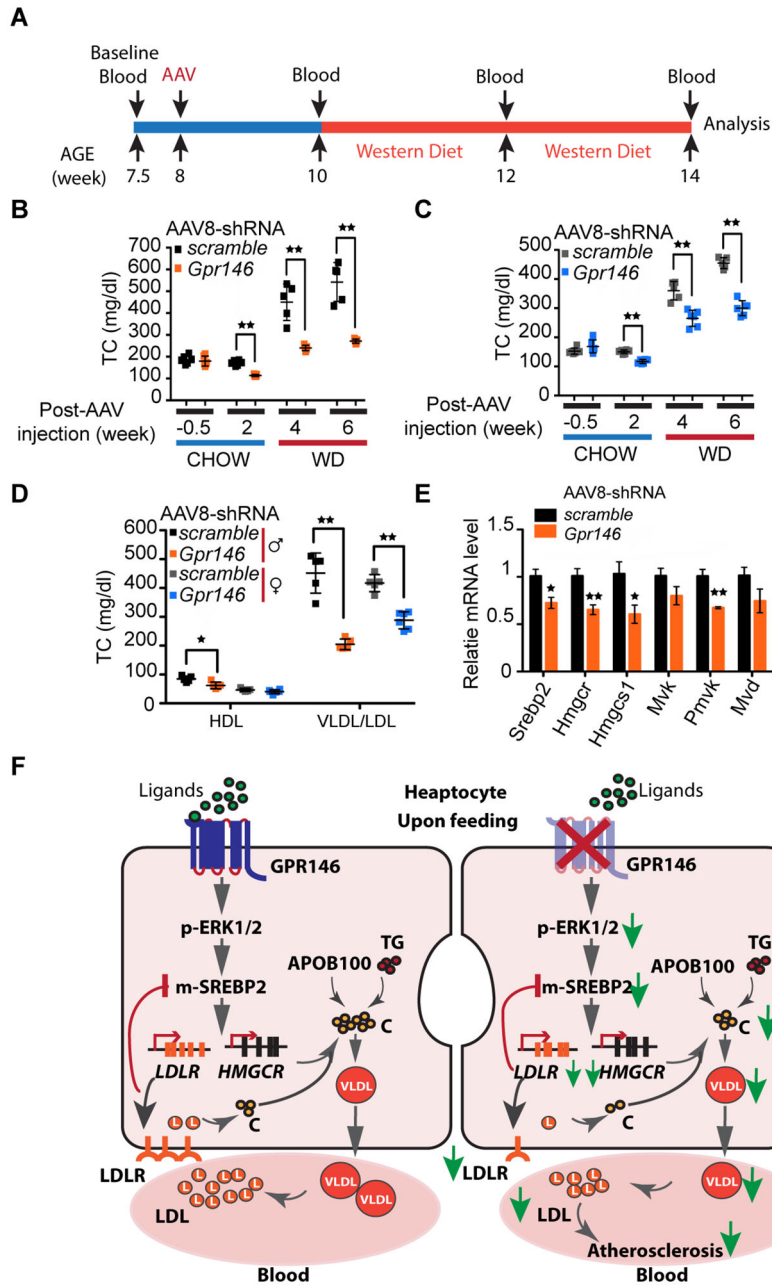 A
Baseline
Blood AAV Blood Blood Blood
Analysis
AGE
(week) 7.5 8 10 12 14
Western Diet Western Diet
B
AAV8-shRNA
scramble
Gpr146
TC (mg/dl)
700
600
500
400
300
200
100
0
★★ ★★ ★★
Post-AAV
injection (week)
-0.5 2 4 6
CHOW WD
C
AAV8-shRNA
scramble
Gpr146
TC (mg/dl)
500
400
300
200
100
0
★★ ★★ ★★
Post-AAV
injection (week)
-0.5 2 4 6
CHOW WD
D
AAV8-shRNA
scramble
Gpr146 ♂
scramble
Gpr146 ♀
TC (mg/dl)
600
500
400
300
200
100
0
★ ★★ ★★
HDL VLDL/LDL
E
AAV8-shRNA
scramble
Gpr146
Relatie mRNA level
1.5
1
0.5
0
★ ★★ ★ ★★
Srebp2 Hmgcr Hmgcs1 Mvk Pmvk Mvd
F
Ligands
Heaptocyte
Upon feeding
GPR146
p-ERK1/2
m-SREBP2
APOB100
TG
C
LDLR HMGCR
VLDL
L L
C
LDLR
L L L L L L L L L L
LDL
VLDL
VLDL
Blood
Ligands
GPR146
p-ERK1/2
m-SREBP2
APOB100
TG
C
LDLR HMGCR
VLDL
L
C
LDLR
L L L L L L
LDL
VLDL
Atherosclerosis
Blood